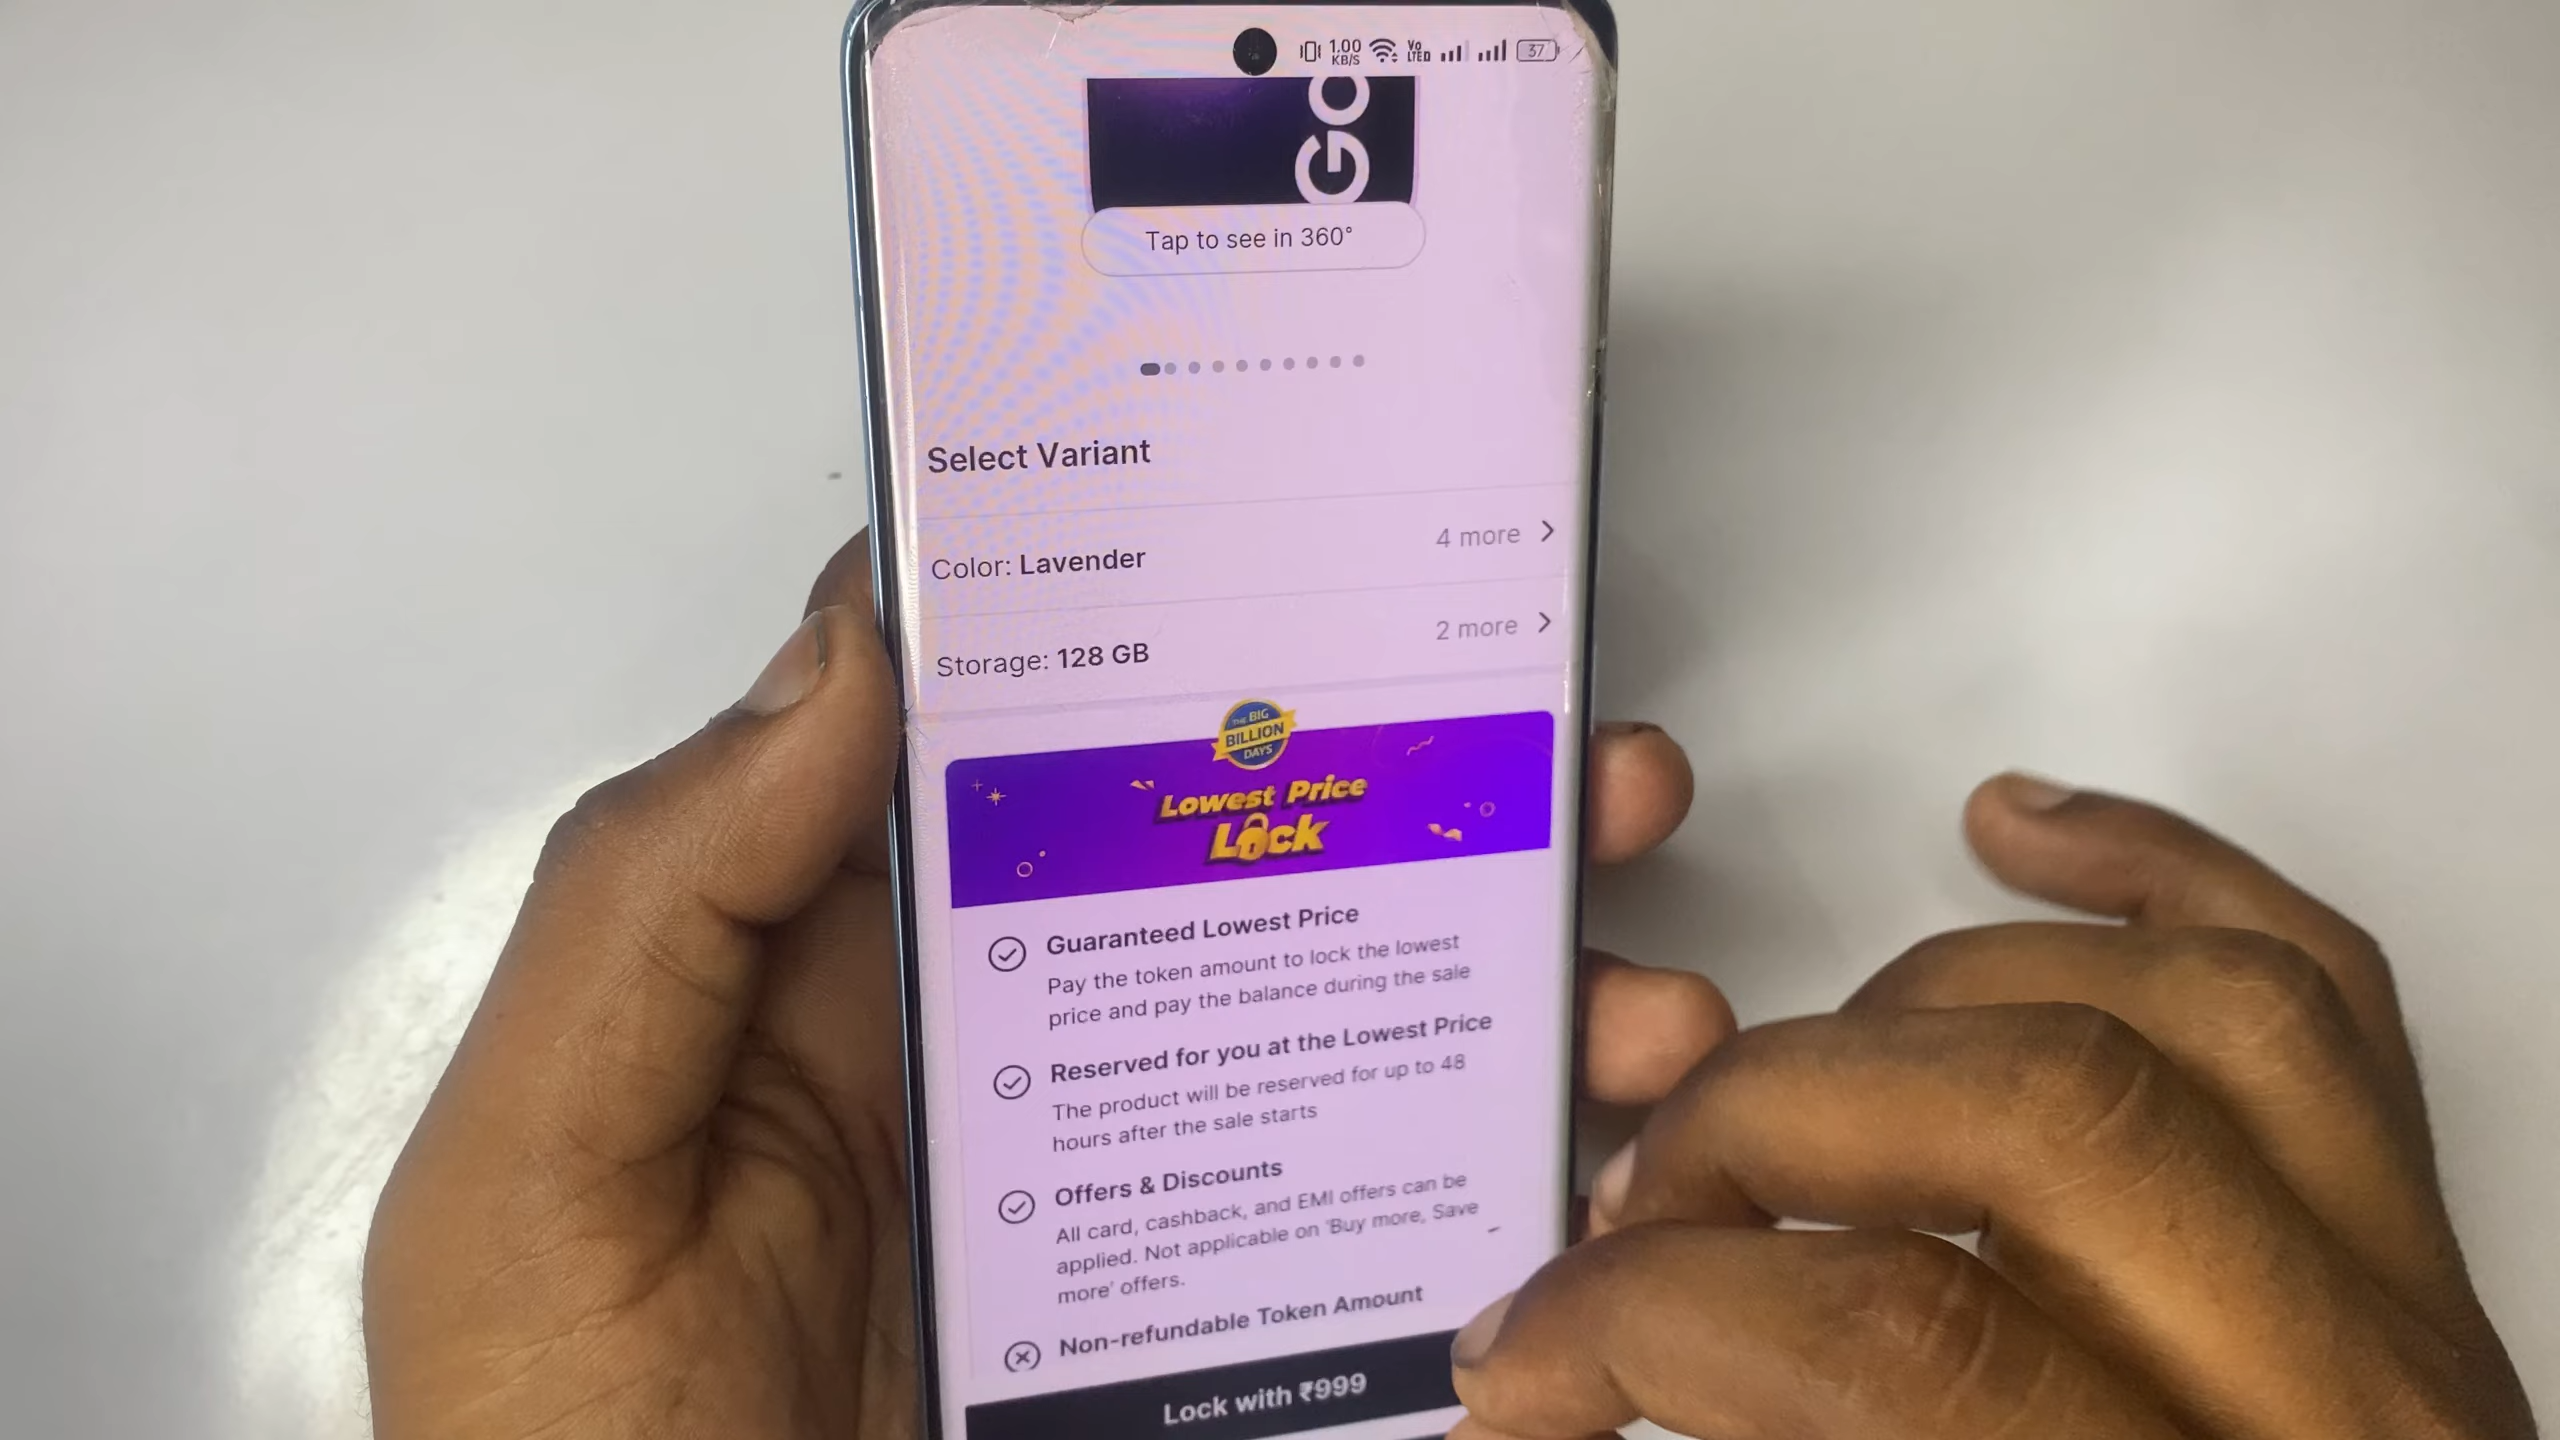 1.00
KB/S
Vo
LTE
37
GO
Tap to see in 360°
Select Variant
Color: Lavender
4 more
Storage: 128 GB
2 more
THE BIG
BILLION
DAYS
Lowest Price
Lock
Guaranteed Lowest Price
Pay the token amount to lock the lowest
price and pay the balance during the sale
Reserved for you at the Lowest Price
The product will be reserved for up to 48
hours after the sale starts
Offers & Discounts
All card, cashback, and EMI offers can be
applied. Not applicable on 'Buy more, Save
more' offers.
Non-refundable Token Amount
Lock with ₹999